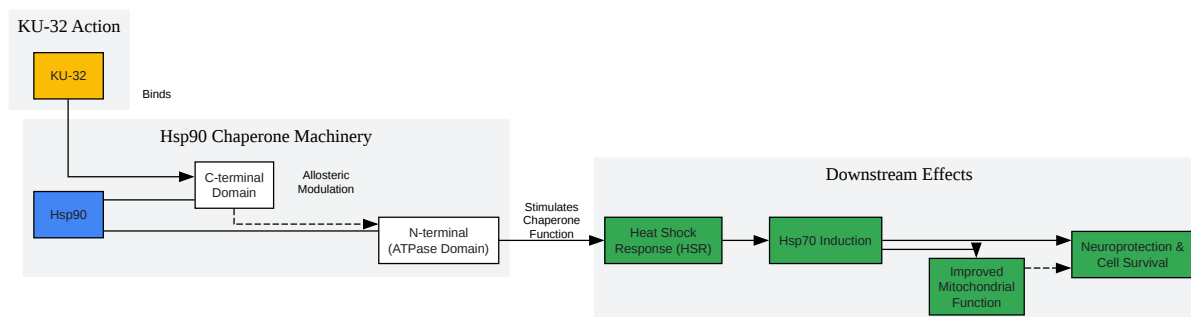 KU-32 Action
KU-32
Binds
Hsp90 Chaperone Machinery
C-terminal
Domain
Allosteric
Modulation
Hsp90
N-terminal
(ATPase Domain)
Stimulates
Chaperone
Function
Downstream Effects
Heat Shock
Response (HSR)
Hsp70 Induction
Improved
Mitochondrial
Function
Neuroprotection &
Cell Survival